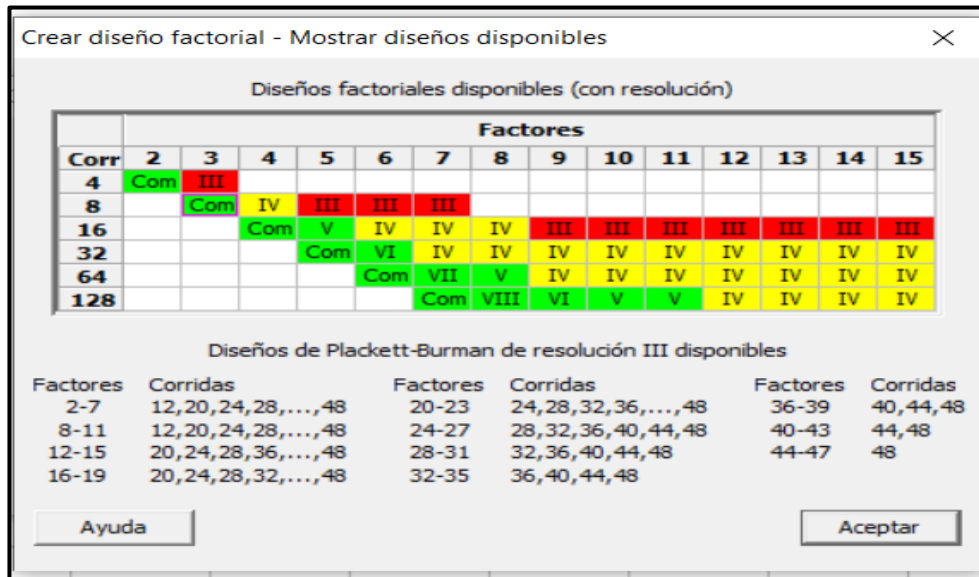 Crear diseño factorial - Mostrar diseños disponibles
Diseños factoriales disponibles (con resolución)
Factores
Corr 2 3 4 5 6 7 8 9 10 11 12 13 14 15
4 Com III
8 Com IV III III III
16 Com V IV IV IV III III III III III III III
32 Com VI IV IV IV IV IV IV IV IV IV
64 Com VII V IV IV IV IV IV IV IV
128 Com VIII VI V V IV IV IV IV
Diseños de Plackett-Burman de resolución III disponibles
Factores Corridas Factores Corridas Factores Corridas
2-7 12,20,24,28,...,48 20-23 24,28,32,36,...,48 36-39 40,44,48
8-11 12,20,24,28,...,48 24-27 28,32,36,40,44,48 40-43 44,48
12-15 20,24,28,36,...,48 28-31 32,36,40,44,48 44-47 48
16-19 20,24,28,32,...,48 32-35 36,40,44,48
Ayuda Aceptar